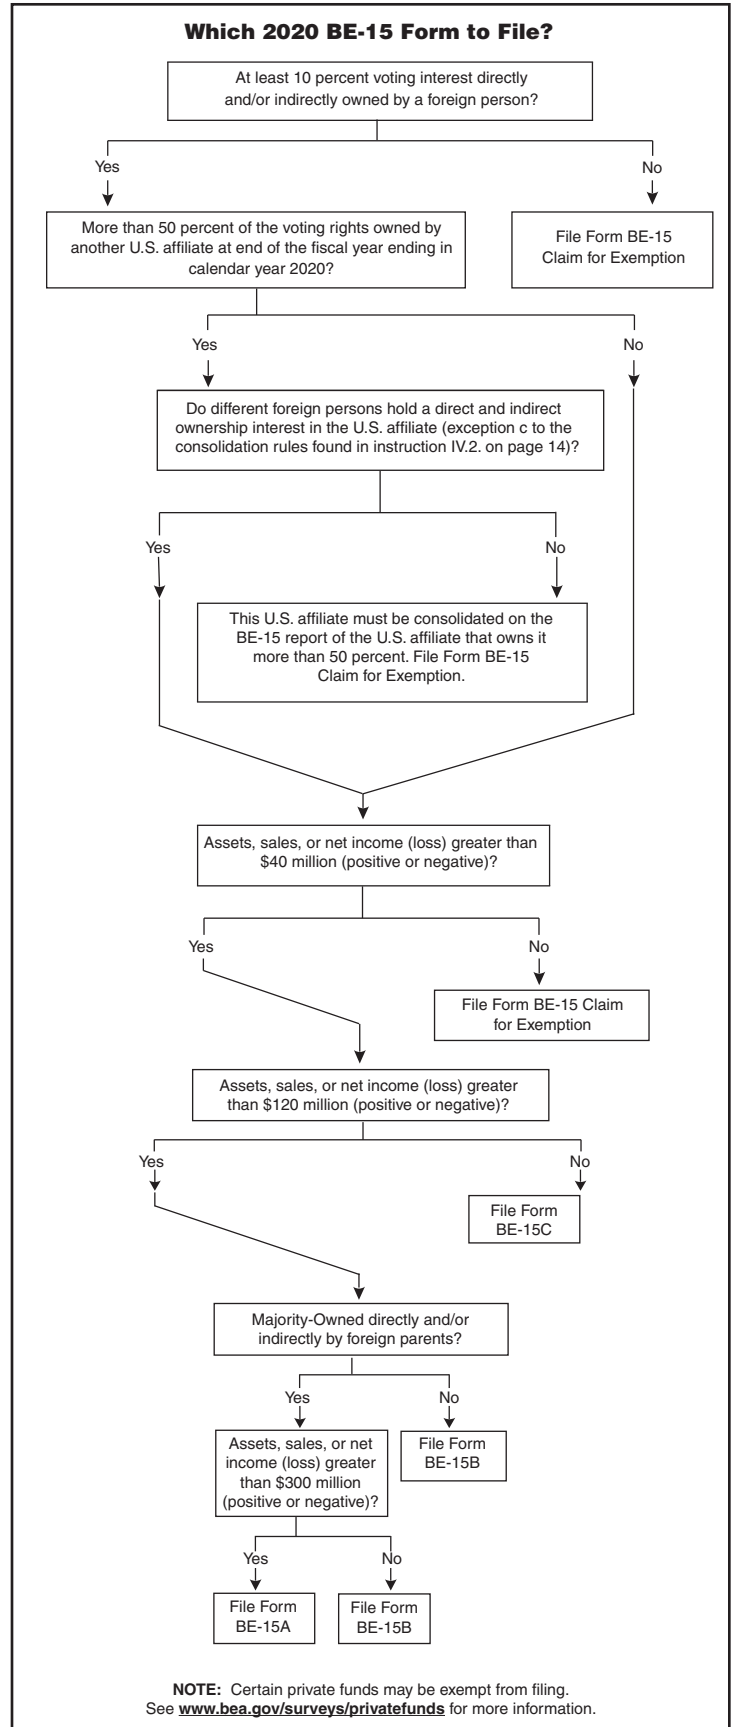 Which 2020 BE-15 Form to File?
At least 10 percent voting interest directly
and/or indirectly owned by a foreign person?
Yes
No
More than 50 percent of the voting rights owned by
another U.S. affiliate at end of the fiscal year ending in
calendar year 2020?
File Form BE-15
Claim for Exemption
Yes
No
Do different foreign persons hold a direct and indirect
ownership interest in the U.S. affiliate (exception c to the
consolidation rules found in instruction IV.2. on page 14)?
Yes
No
This U.S. affiliate must be consolidated on the
BE-15 report of the U.S. affiliate that owns it
more than 50 percent. File Form BE-15
Claim for Exemption.
Assets, sales, or net income (loss) greater than
$40 million (positive or negative)?
Yes
No
File Form BE-15 Claim
for Exemption
Assets, sales, or net income (loss) greater
than $120 million (positive or negative)?
Yes
No
File Form
BE-15C
Majority-Owned directly and/or
indirectly by foreign parents?
Yes
No
Assets, sales, or net
income (loss) greater
than $300 million
(positive or negative)?
File Form
BE-15B
Yes
No
File Form
BE-15A
File Form
BE-15B
NOTE: Certain private funds may be exempt from filing.
See www.bea.gov/surveys/privatefunds for more information.